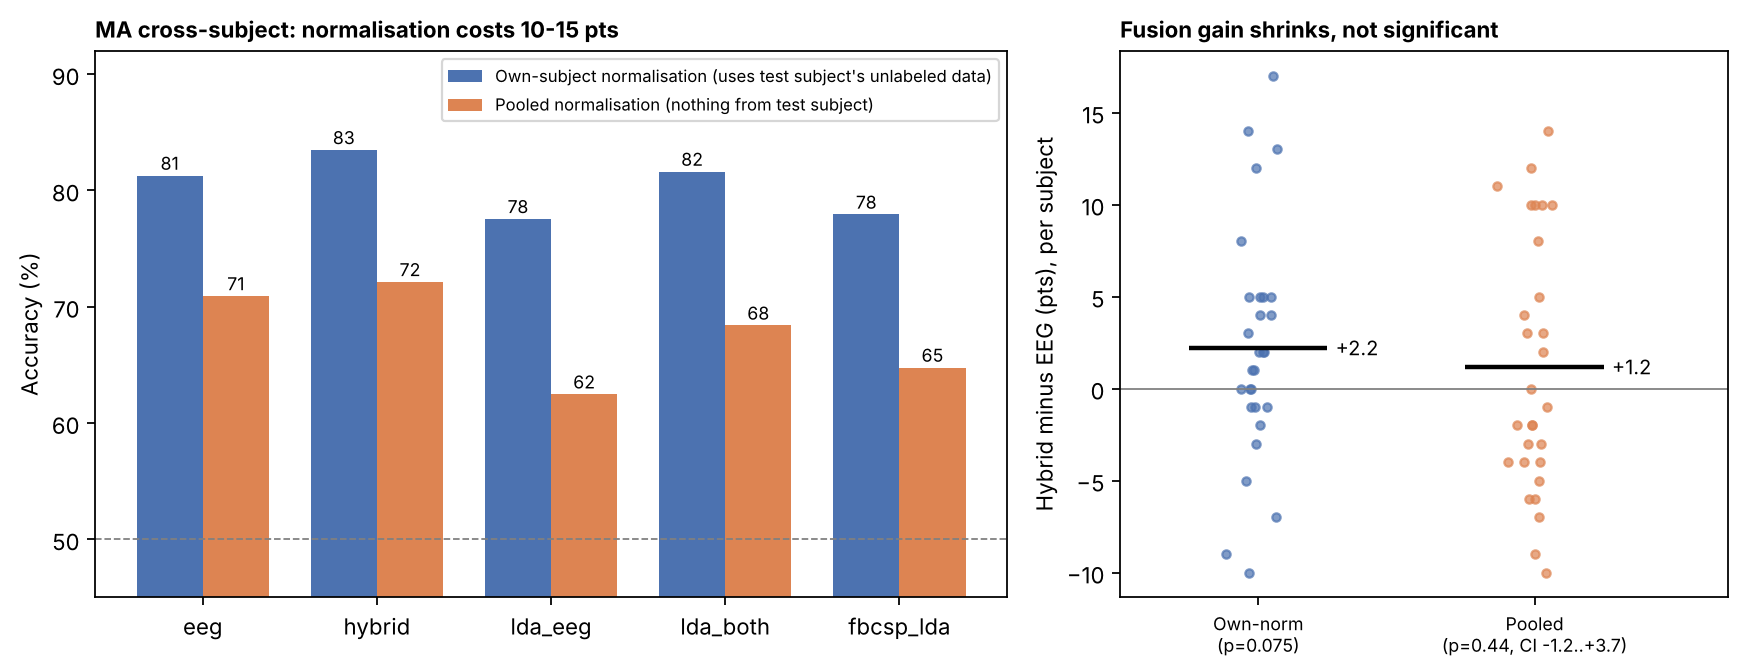 MA cross-subject: normalisation costs 10-15 pts
Own-subject normalisation (uses test subject's unlabeled data)
Pooled normalisation (nothing from test subject)
Accuracy (%)
90
80
70
60
50
81
71
83
72
78
62
82
68
78
65
eeg
hybrid
lda_eeg
lda_both
fbcsp_lda
Fusion gain shrinks, not significant
Hybrid minus EEG (pts), per subject
15
10
5
0
−5
−10
+2.2
+1.2
Own-norm
(p=0.075)
Pooled
(p=0.44, CI -1.2..+3.7)